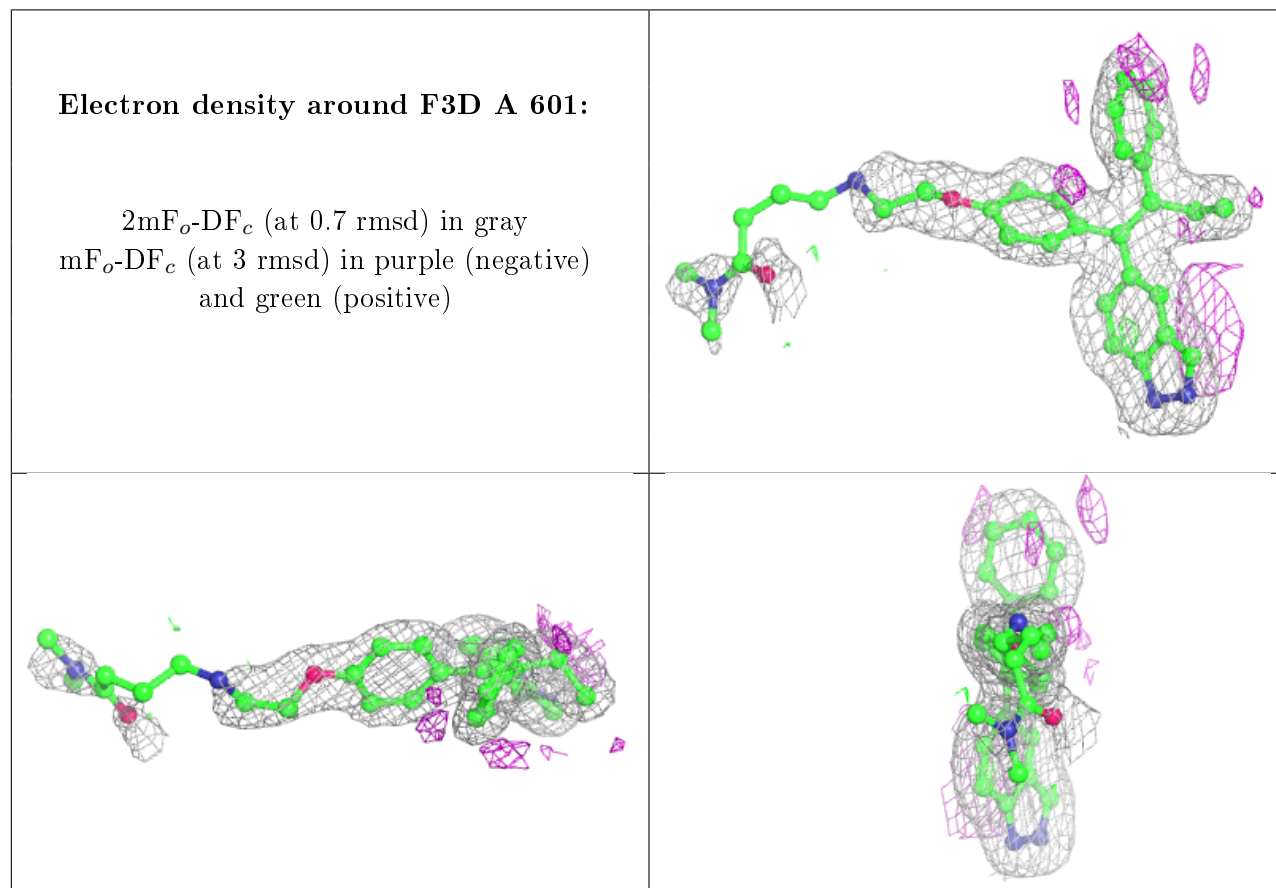 Electron density around F3D A 601:
2mFo-DFc (at 0.7 rmsd) in gray
mFo-DFc (at 3 rmsd) in purple (negative)
and green (positive)